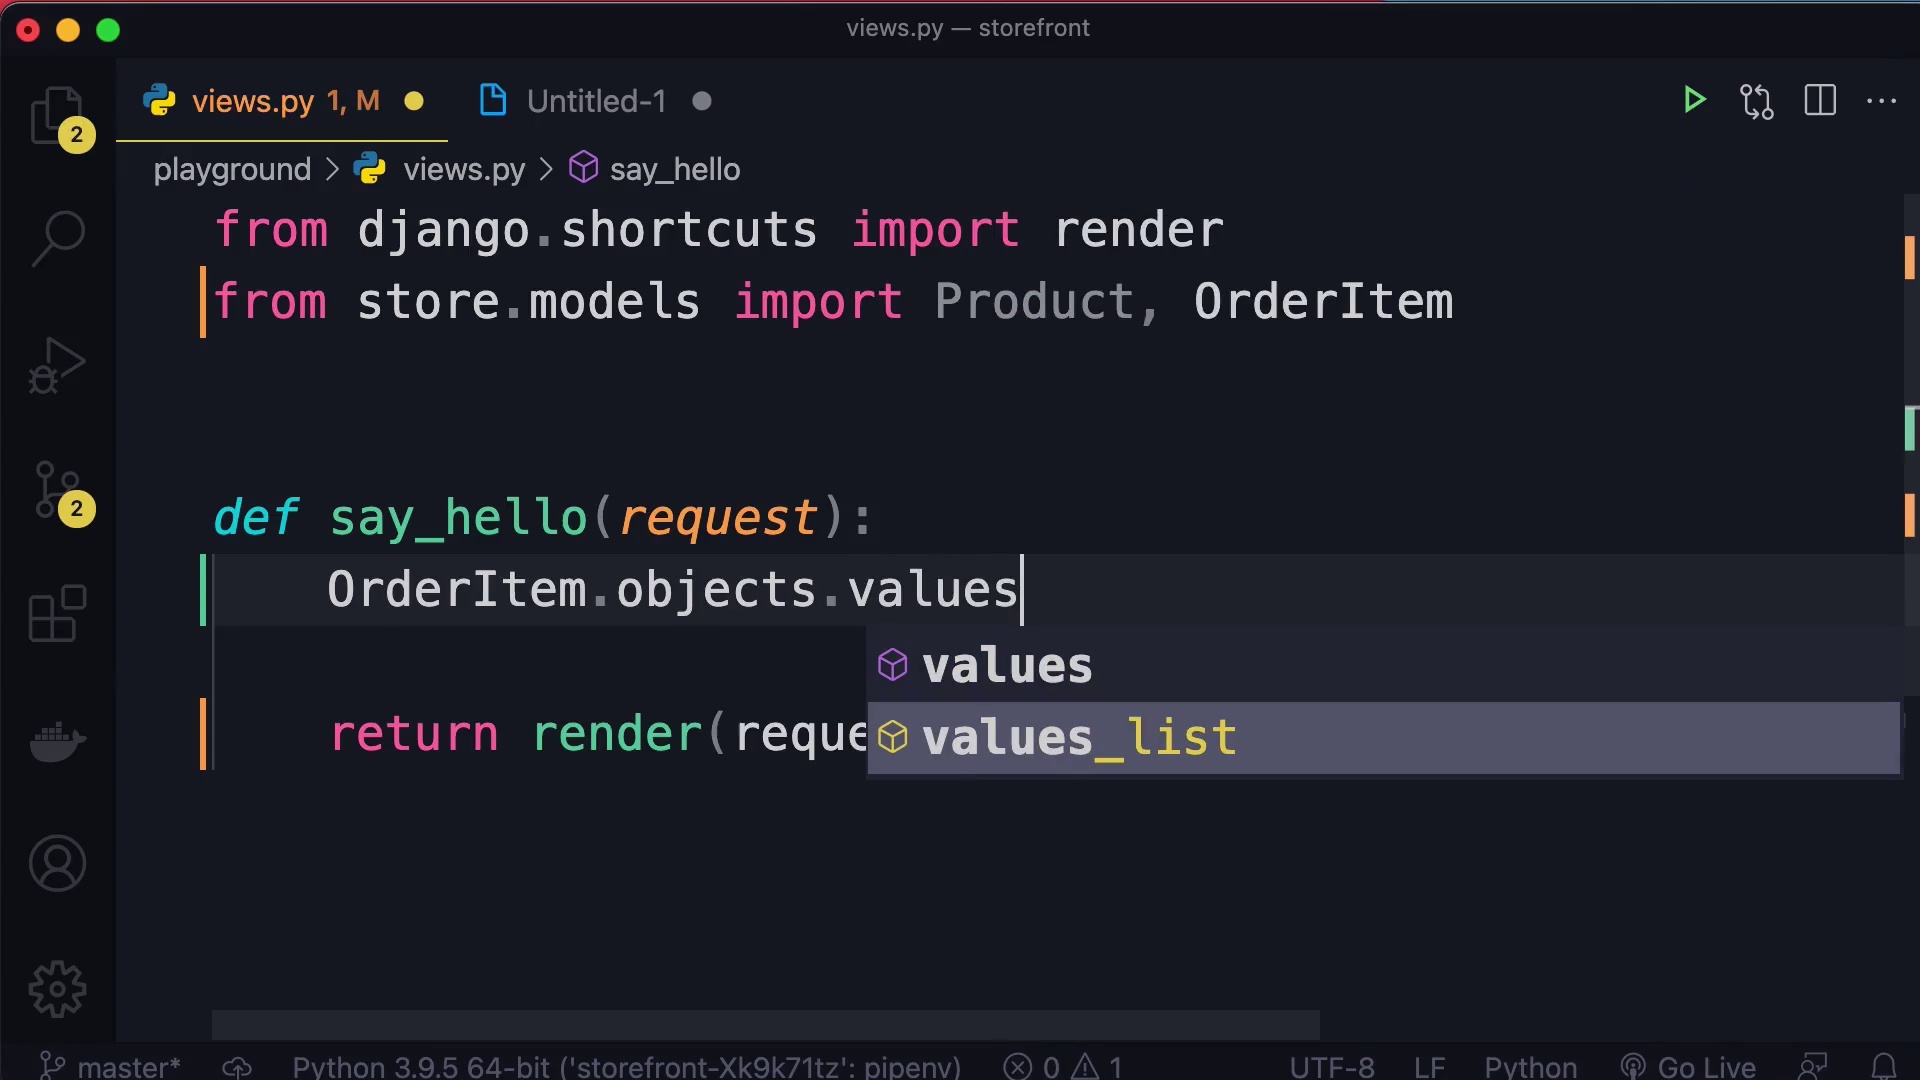 views.py — storefront
views.py 1, M
Untitled-1
2
playground > views.py > say_hello
from django.shortcuts import render
from store.models import Product, OrderItem
def say_hello(request):
2
OrderItem.objects.values
values
return render(reque
values_list
master*
Python 3.9.5 64-bit ('storefront-Xk9k71tz': pipenv)
0
1
UTF-8
LF
Python
Go Live